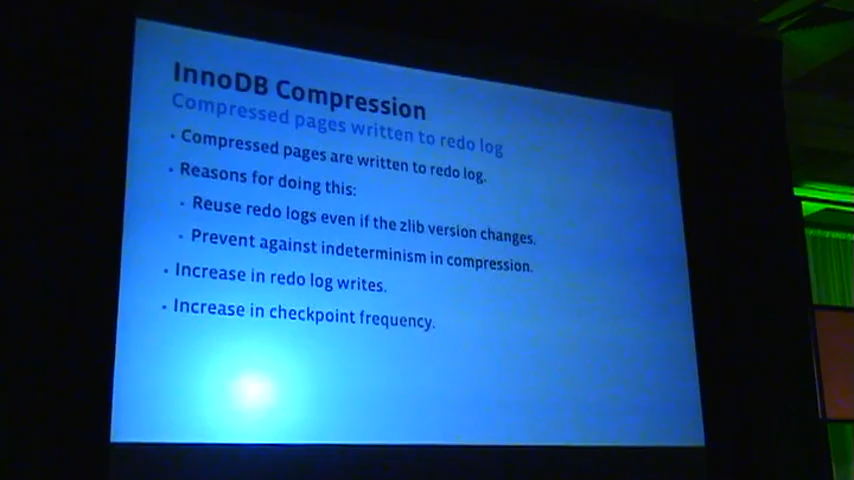 InnoDB Compression
Compressed pages written to redo log
• Compressed pages are written to redo log.
• Reasons for doing this:
• Reuse redo logs even if the zlib version changes.
• Prevent against indeterminism in compression.
• Increase in redo log writes.
• Increase in checkpoint frequency.